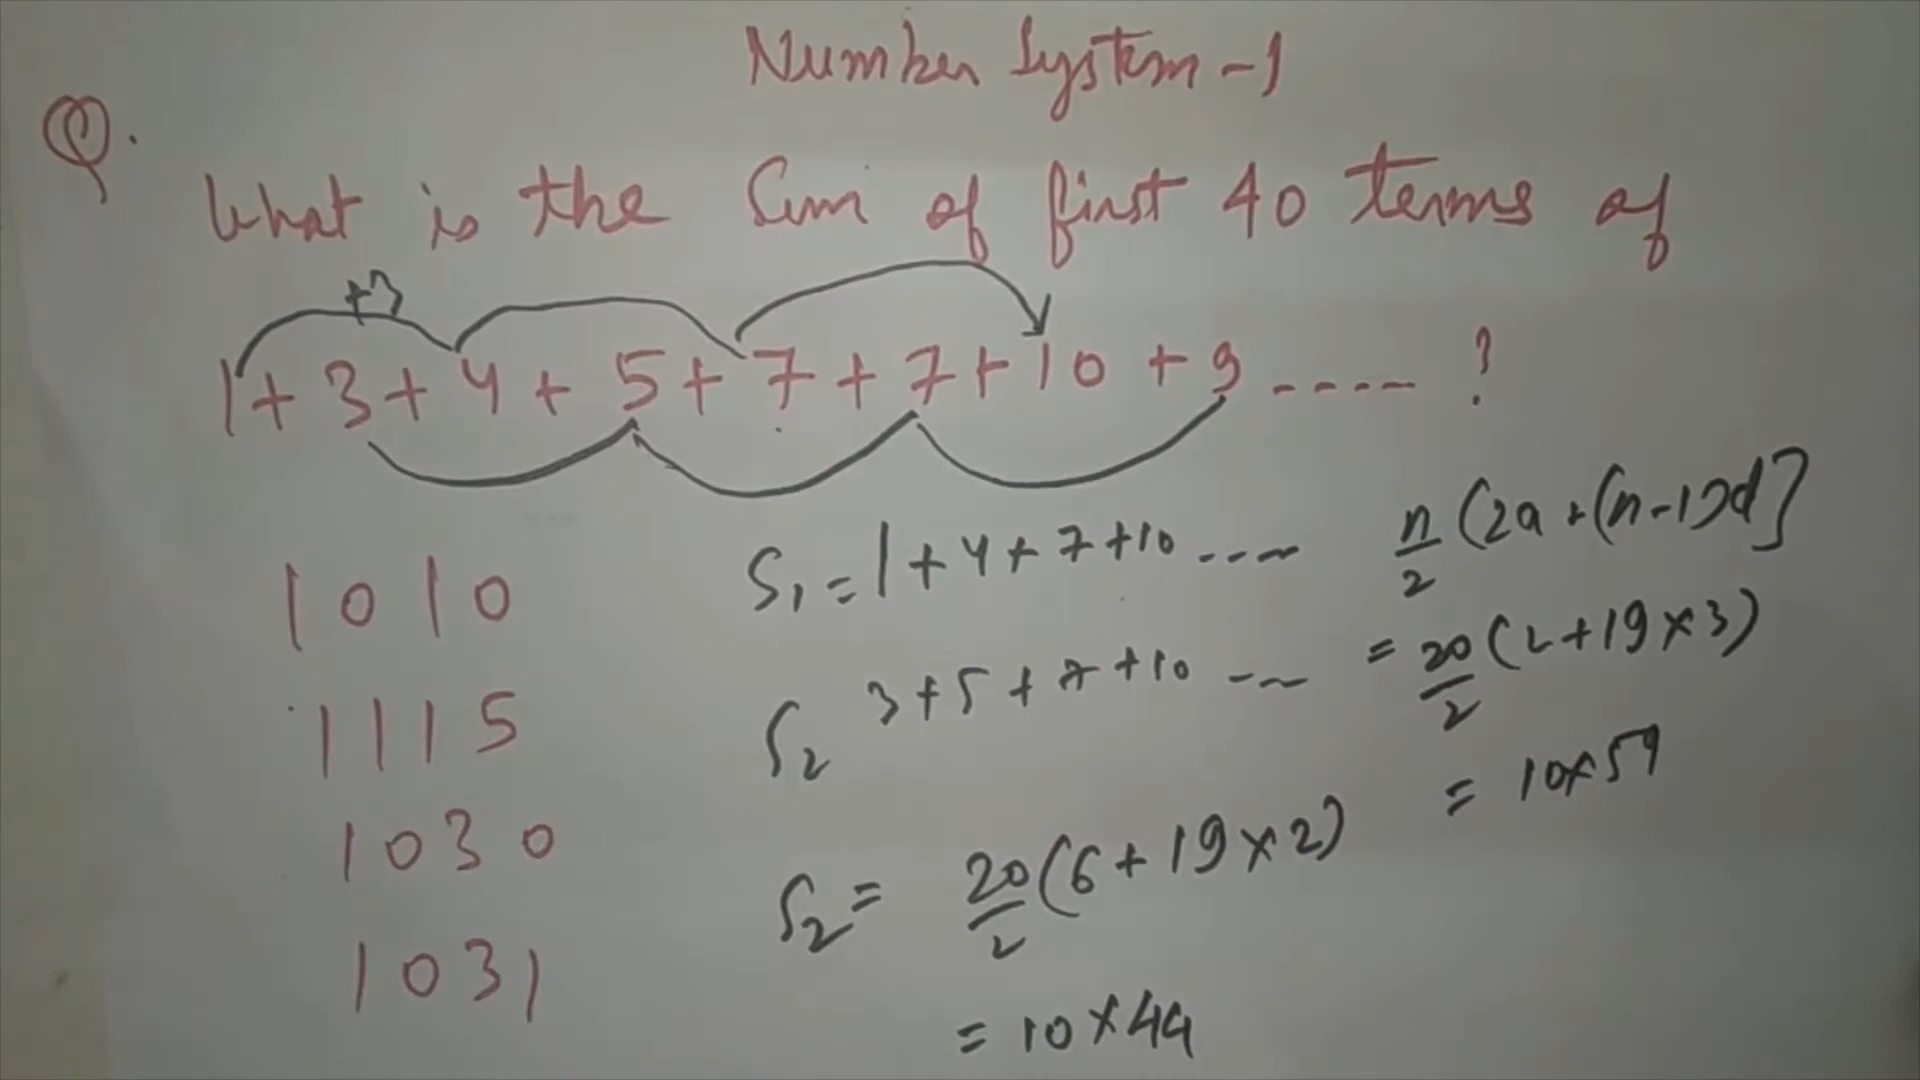 Number System-1
Q.
What is the Sum of first 40 terms of
+3
1+3+4+5+7+7+10+9----?
1010
1115
1030
1031
S1=1+4+7+10----
S2 3+5+7+10---
S2= 20/2(6+19×2)
=10×44
n/2(2a+(n-1)d]
=20/2(2+19×3)
=10×59